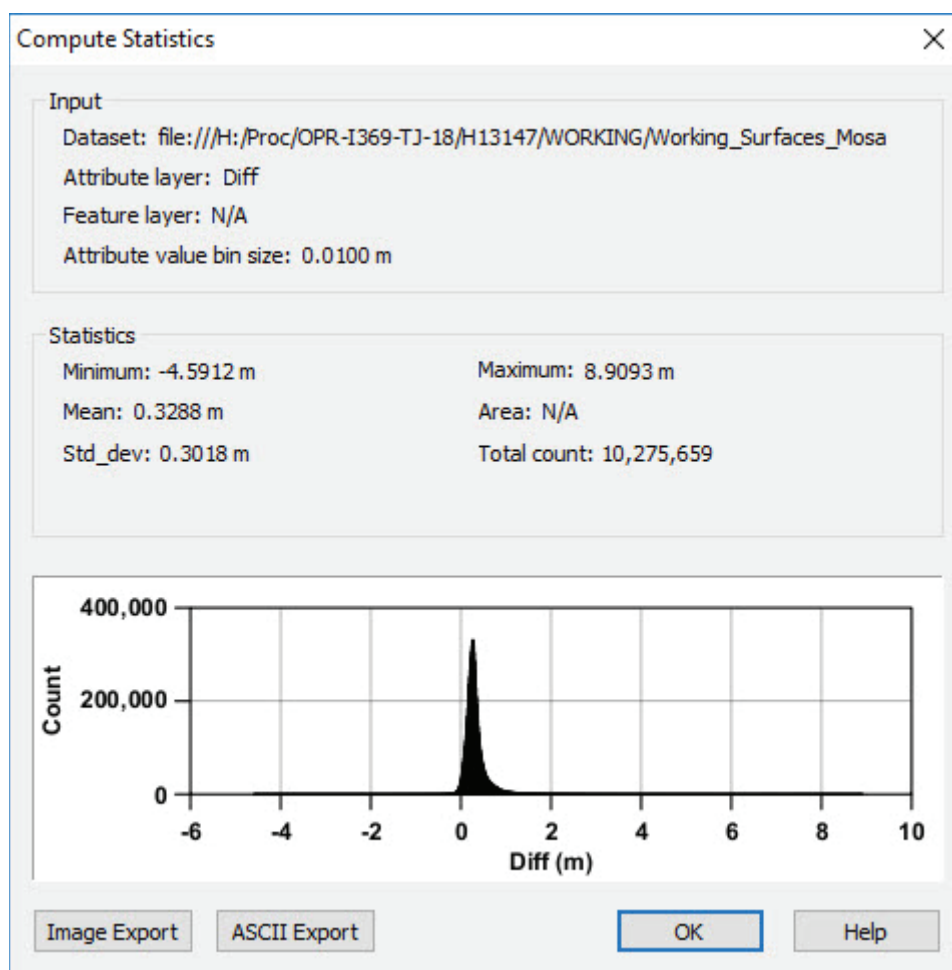 Compute Statistics
Input
Dataset: file:///H:/Proc/OPR-I369-TJ-18/H13147/WORKING/Working_Surfaces_Mosa
Attribute layer: Diff
Feature layer: N/A
Attribute value bin size: 0.0100 m
Statistics
Minimum: -4.5912 m Maximum: 8.9093 m
Mean: 0.3288 m Area: N/A
Std_dev: 0.3018 m Total count: 10,275,659
400,000
200,000
0
Count
-6 -4 -2 0 2 4 6 8 10
Diff (m)
Image Export ASCII Export OK Help